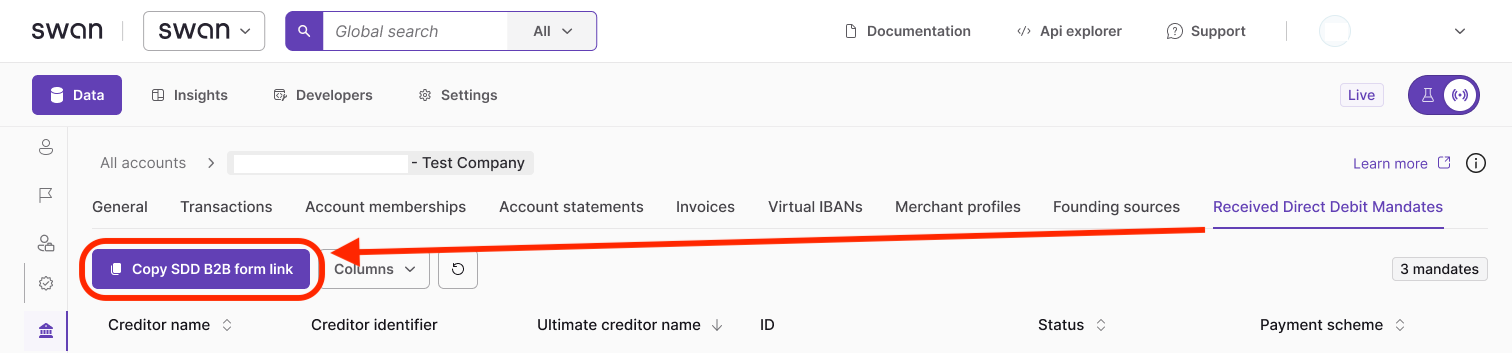 swan swan Global search All Documentation Api explorer Support
Data Insights Developers Settings Live
All accounts - Test Company Learn more
General Transactions Account memberships Account statements Invoices Virtual IBANs Merchant profiles Founding sources Received Direct Debit Mandates
Copy SDD B2B form link Columns 3 mandates
Creditor name Creditor identifier Ultimate creditor name ID Status Payment scheme